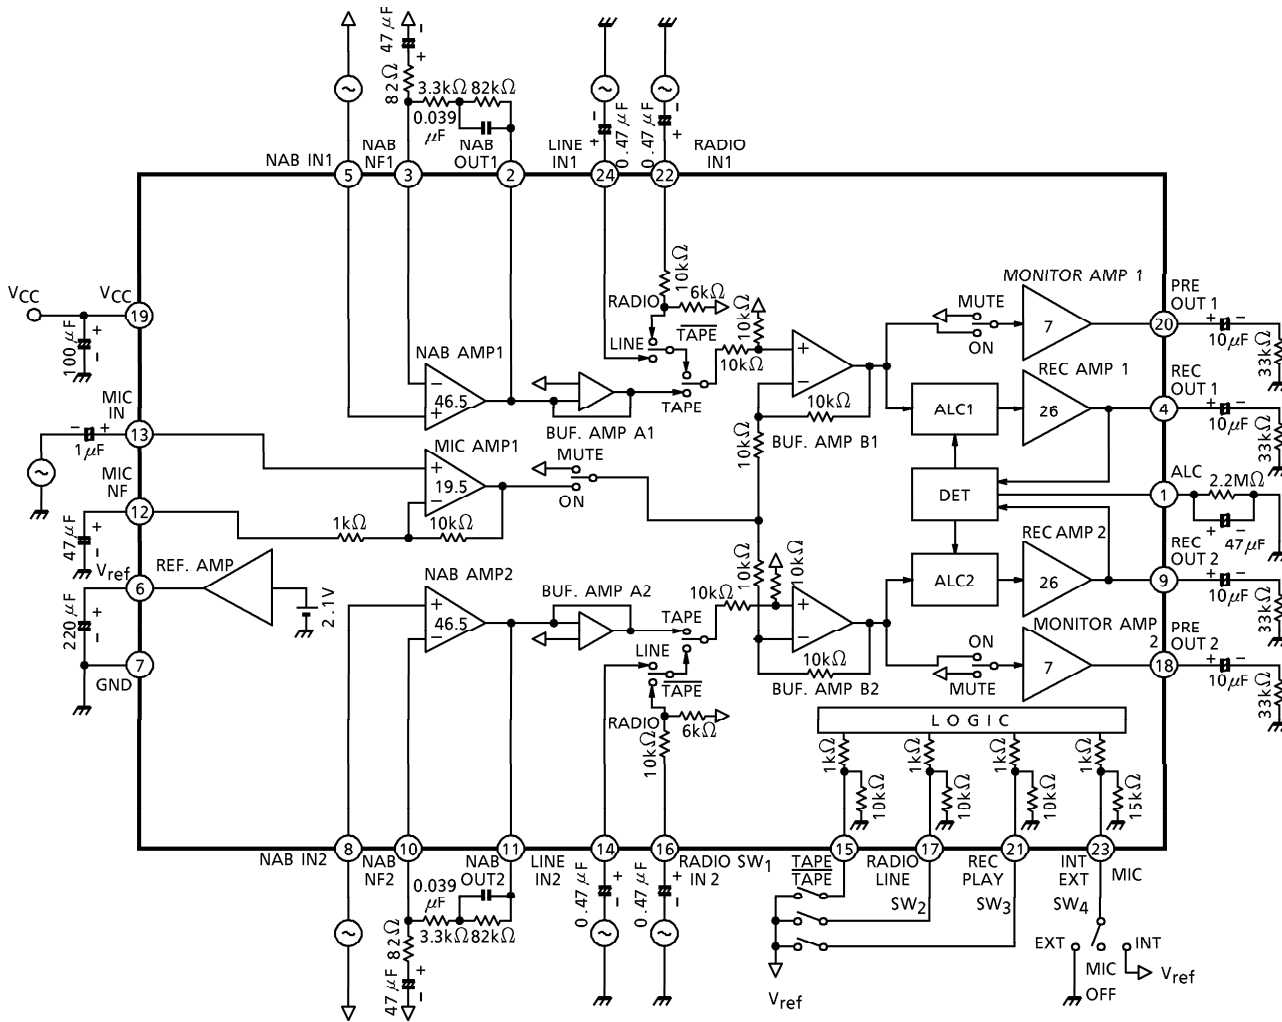 47 μF
−
+
82Ω
3.3kΩ
82kΩ
0.039
μF
−
+
0.47 μF
−
+
0.47 μF
NAB IN1
NAB
NF1
NAB
OUT1
LINE
IN1
RADIO
IN1
5
3
2
24
22
VCC
VCC
19
100 μF
+
−
10kΩ
RADIO
6kΩ
TAPE
LINE
TAPE
10kΩ
10kΩ
MONITOR AMP 1
MUTE
ON
7
PRE
OUT 1
20
+
−
10μF
33kΩ
NAB AMP1
−
46.5
+
BUF. AMP A1
+
−
10kΩ
BUF. AMP B1
10kΩ
ALC1
REC AMP 1
26
REC
OUT 1
4
+
−
10μF
33kΩ
MIC
IN
−
+
1μF
13
MIC AMP1
+
19.5
−
MUTE
ON
DET
ALC
1
2.2MΩ
+
−
47μF
MIC
NF
12
47 μF
+
−
1kΩ
10kΩ
Vref
REF. AMP
6
2.1V
220 μF
+
−
7
GND
NAB AMP2
+
46.5
−
BUF. AMP A2
TAPE
LINE
TAPE
RADIO
6kΩ
10kΩ
10kΩ
10kΩ
10kΩ
+
−
10kΩ
BUF. AMP B2
ALC2
REC AMP 2
26
REC
OUT 2
9
+
−
10μF
33kΩ
ON
MUTE
MONITOR AMP
2
7
PRE
OUT 2
18
+
−
10μF
33kΩ
LOGIC
1kΩ
10kΩ
1kΩ
10kΩ
1kΩ
10kΩ
1kΩ
15kΩ
8
10
11
14
16
15
17
21
23
NAB IN2
NAB
NF2
NAB
OUT2
LINE
IN2
RADIO
IN 2
SW1
TAPE
TAPE
RADIO
LINE
REC
PLAY
INT
EXT
MIC
SW2
SW3
SW4
0.039
μF
3.3kΩ
82kΩ
82Ω
47 μF
+
−
0.47 μF
+
−
0.47 μF
+
−
Vref
EXT
INT
MIC
OFF
Vref